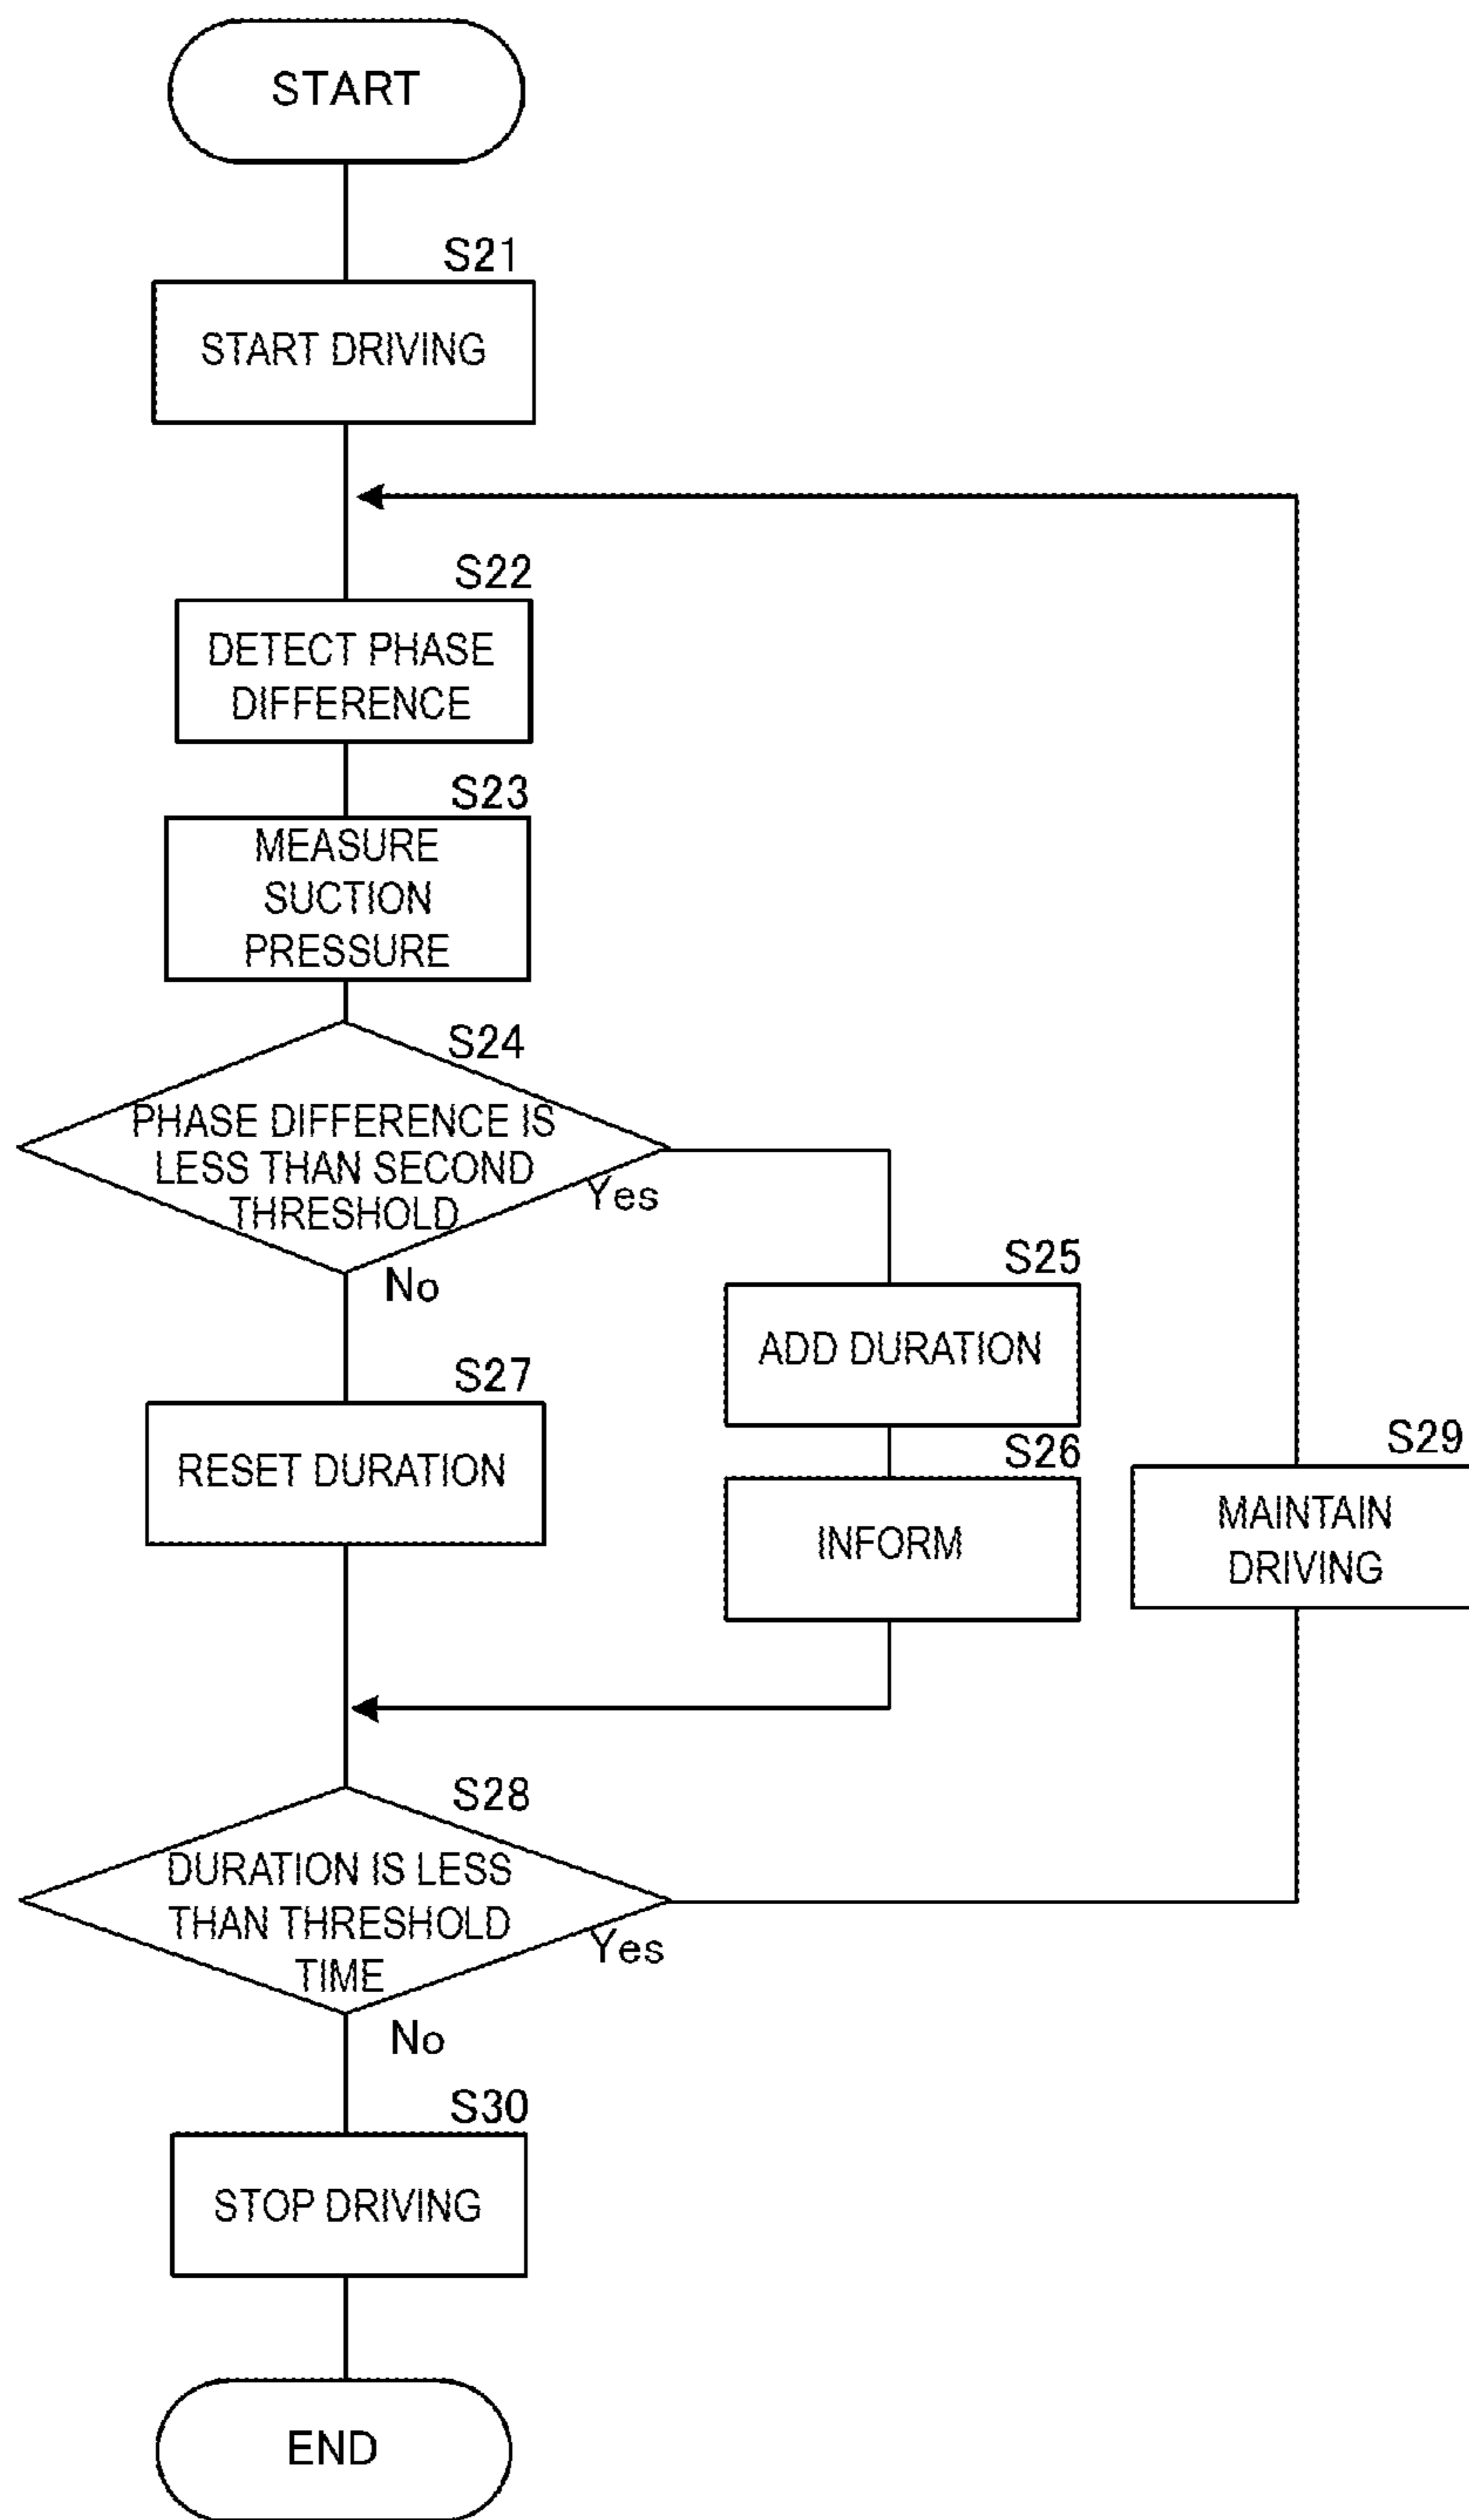 START
S21
START DRIVING
S22
DETECT PHASE
DIFFERENCE
S23
MEASURE
SUCTION
PRESSURE
S24
PHASE DIFFERENCE IS
LESS THAN SECOND
THRESHOLD
Yes
No
S25
ADD DURATION
S26
INFORM
S27
RESET DURATION
S29
MAINTAIN
DRIVING
S28
DURATION IS LESS
THAN THRESHOLD
TIME
Yes
No
S30
STOP DRIVING
END